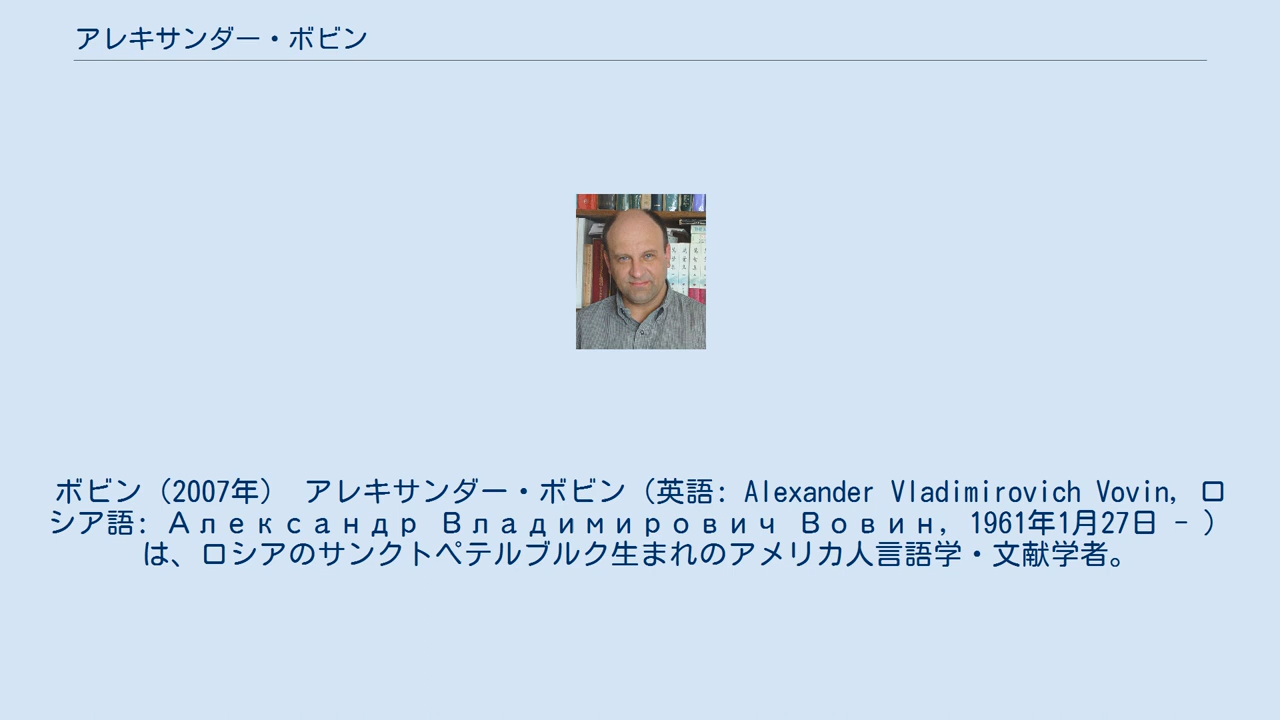 アレキサンダー・ボビン
ボビン（2007年） アレキサンダー・ボビン（英語: Alexander Vladimirovich Vovin, ロ
シア語: Александр Владимирович Вовин, 1961年1月27日 - ）
は、ロシアのサンクトペテルブルク生まれのアメリカ人言語学・文献学者。